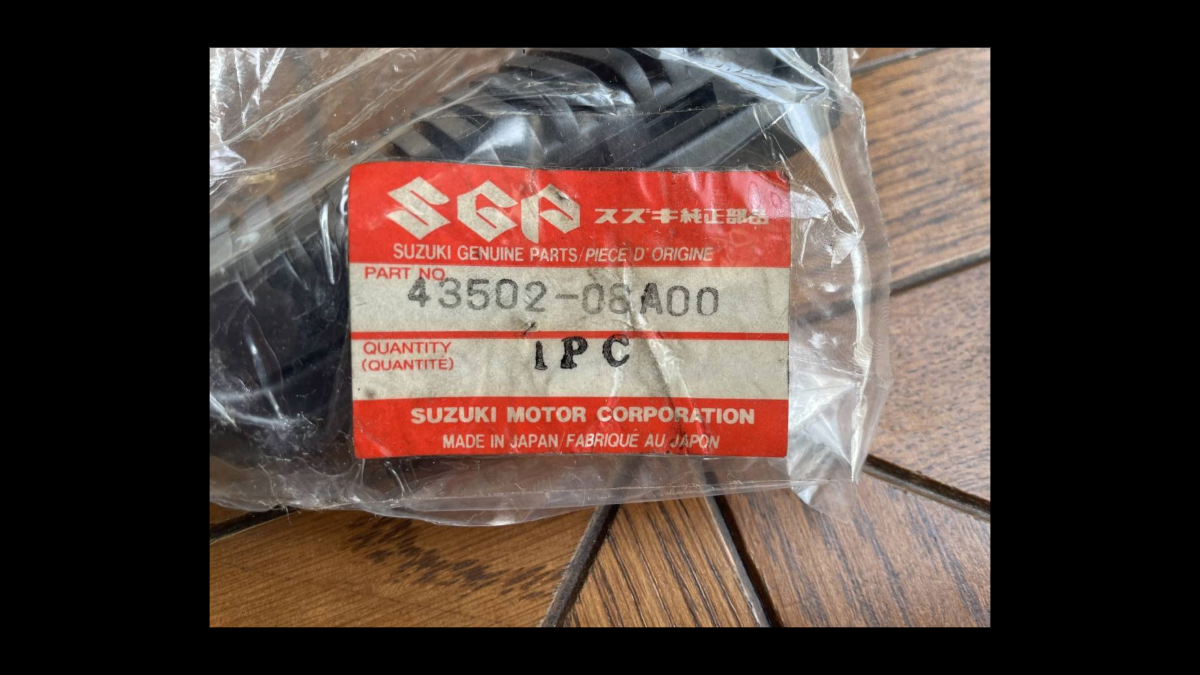 SGP スズキ純正部品
SUZUKI GENUINE PARTS/PIECE D'ORIGINE
PART NO.
43502-08A00
QUANTITY 1PC
(QUANTITE)
SUZUKI MOTOR CORPORATION
MADE IN JAPAN/FABRIQUE AU JAPON